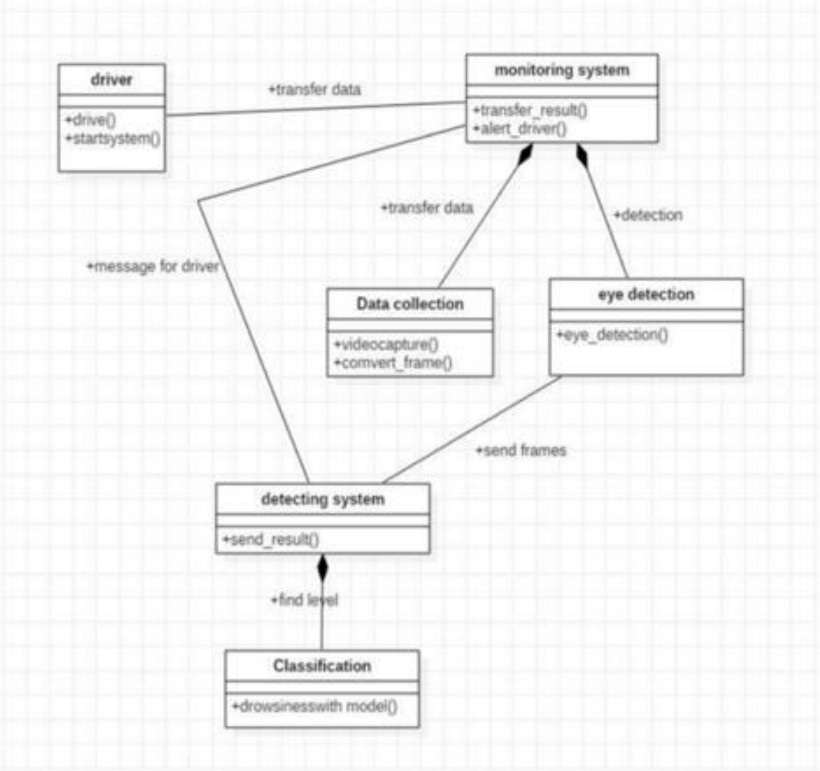 driver
+drive()
+startsystem()
+transfer data
monitoring system
+transfer_result()
+alert_driver()
+transfer data
+detection
+message for driver
Data collection
+videocapture()
+comvert_frame()
eye detection
+eye_detection()
+send frames
detecting system
+send_result()
+find level
Classification
+drowsinesswith model()